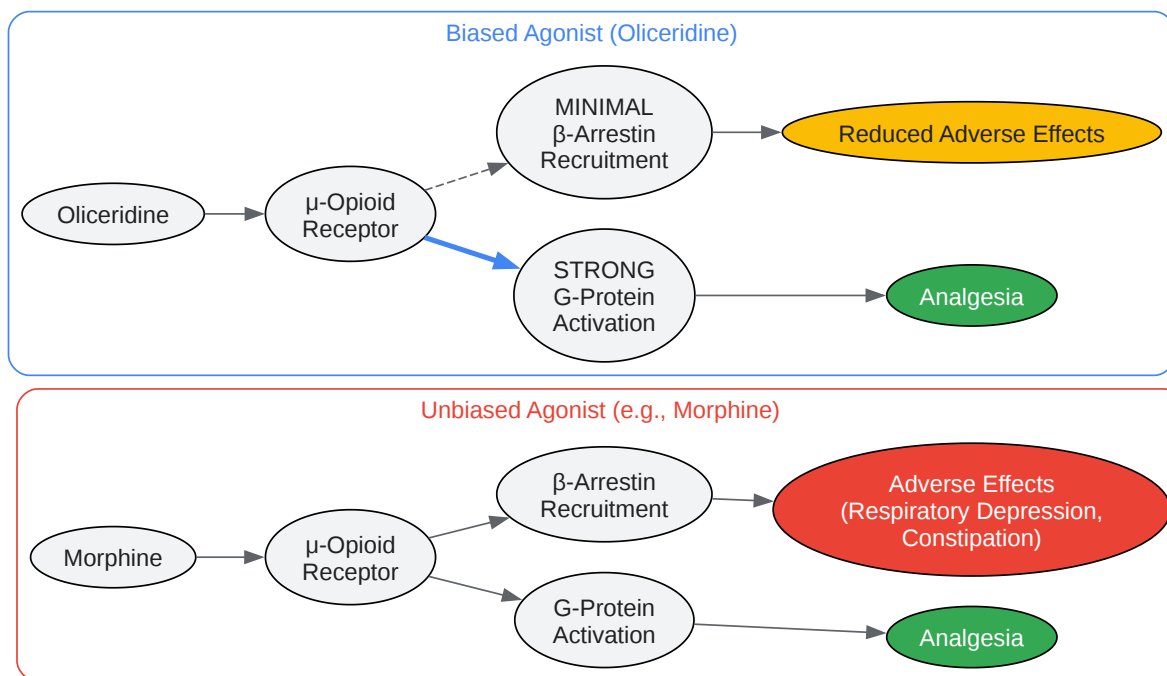 Biased Agonist (Oliceridine)
MINIMAL
β-Arrestin
Recruitment
Reduced Adverse Effects
Oliceridine
μ-Opioid
Receptor
STRONG
G-Protein
Activation
Analgesia
Unbiased Agonist (e.g., Morphine)
β-Arrestin
Recruitment
Adverse Effects
(Respiratory Depression,
Constipation)
Morphine
μ-Opioid
Receptor
G-Protein
Activation
Analgesia